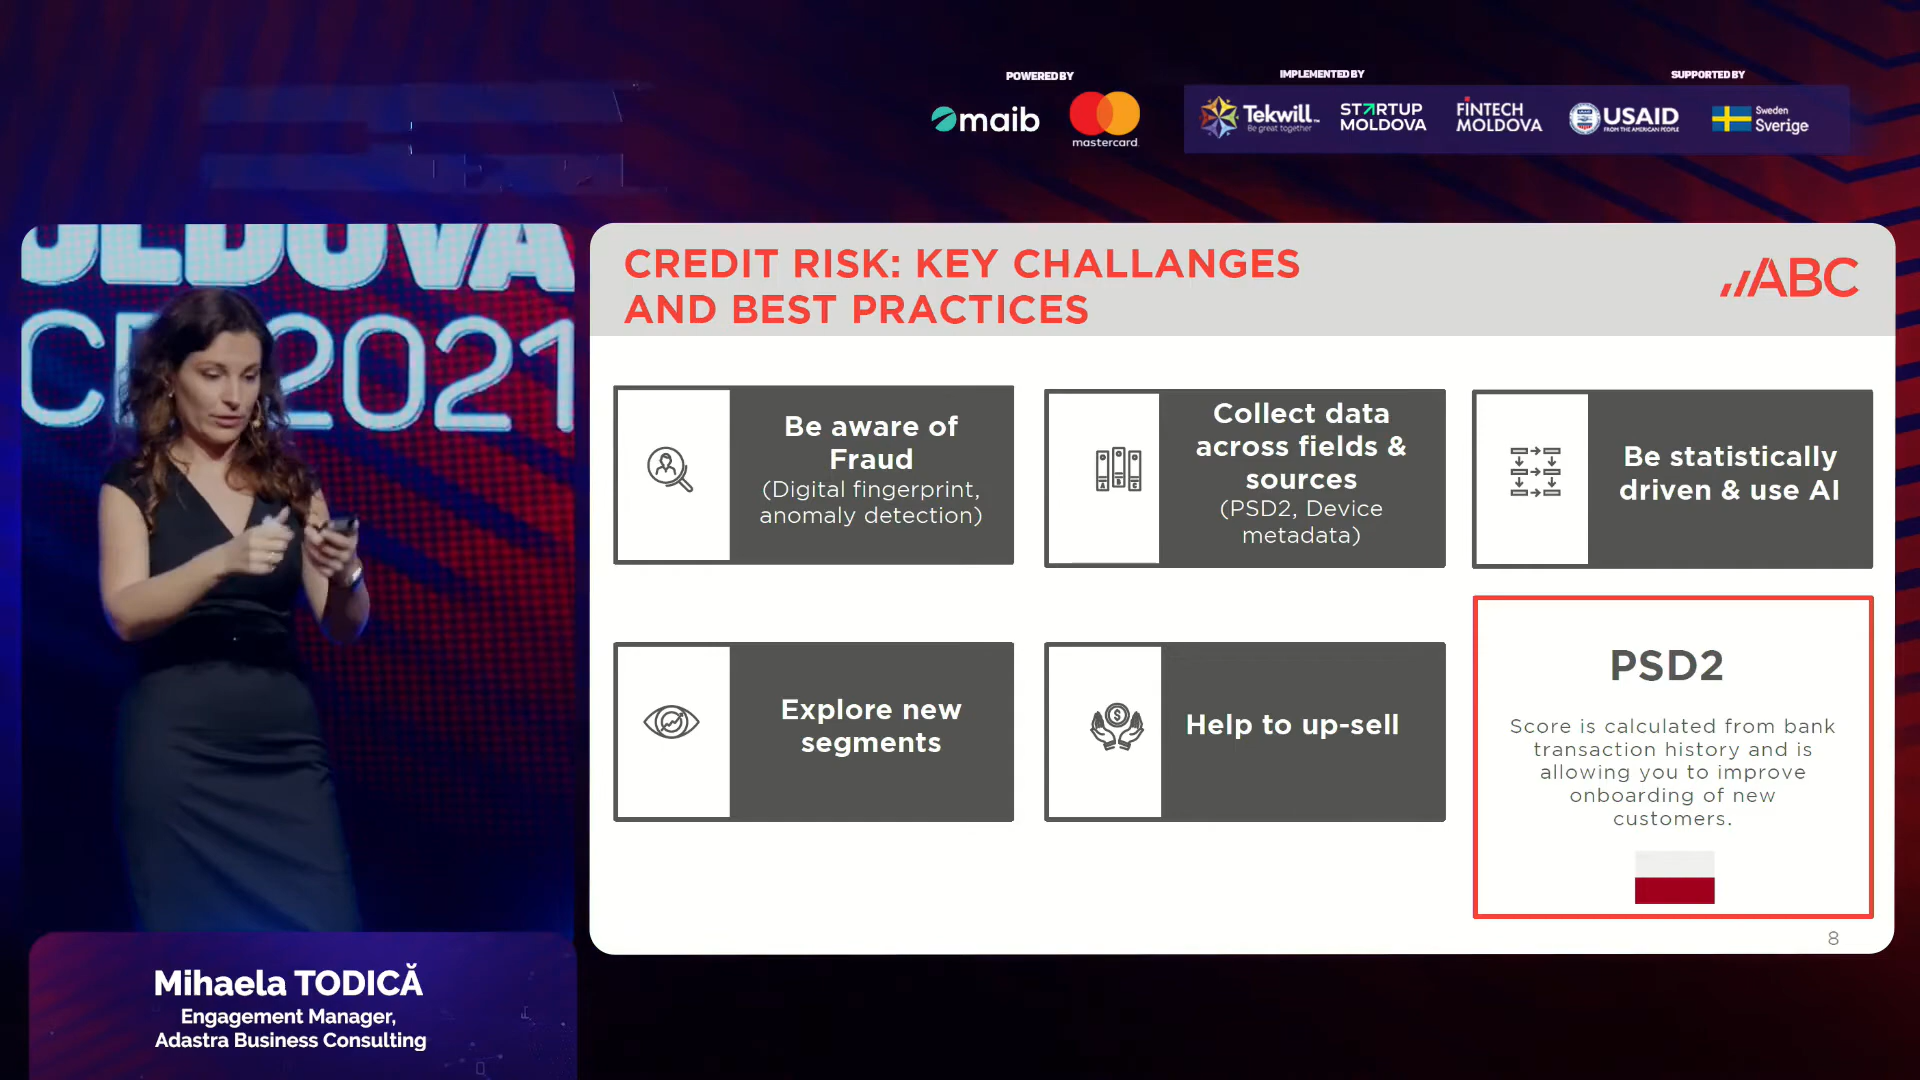 POWERED BY
IMPLEMENTED BY
SUPPORTED BY
maib
mastercard
Tekwill
Be great together
STARTUP
MOLDOVA
FINTECH
MOLDOVA
USAID
FROM THE AMERICAN PEOPLE
Sweden
Sverige
2021
CREDIT RISK: KEY CHALLANGES
AND BEST PRACTICES
ABC
Be aware of
Fraud
(Digital fingerprint,
anomaly detection)
Collect data
across fields &
sources
(PSD2, Device
metadata)
Be statistically
driven & use AI
Explore new
segments
Help to up-sell
PSD2
Score is calculated from bank
transaction history and is
allowing you to improve
onboarding of new
customers.
8
Mihaela TODICĂ
Engagement Manager,
Adastra Business Consulting